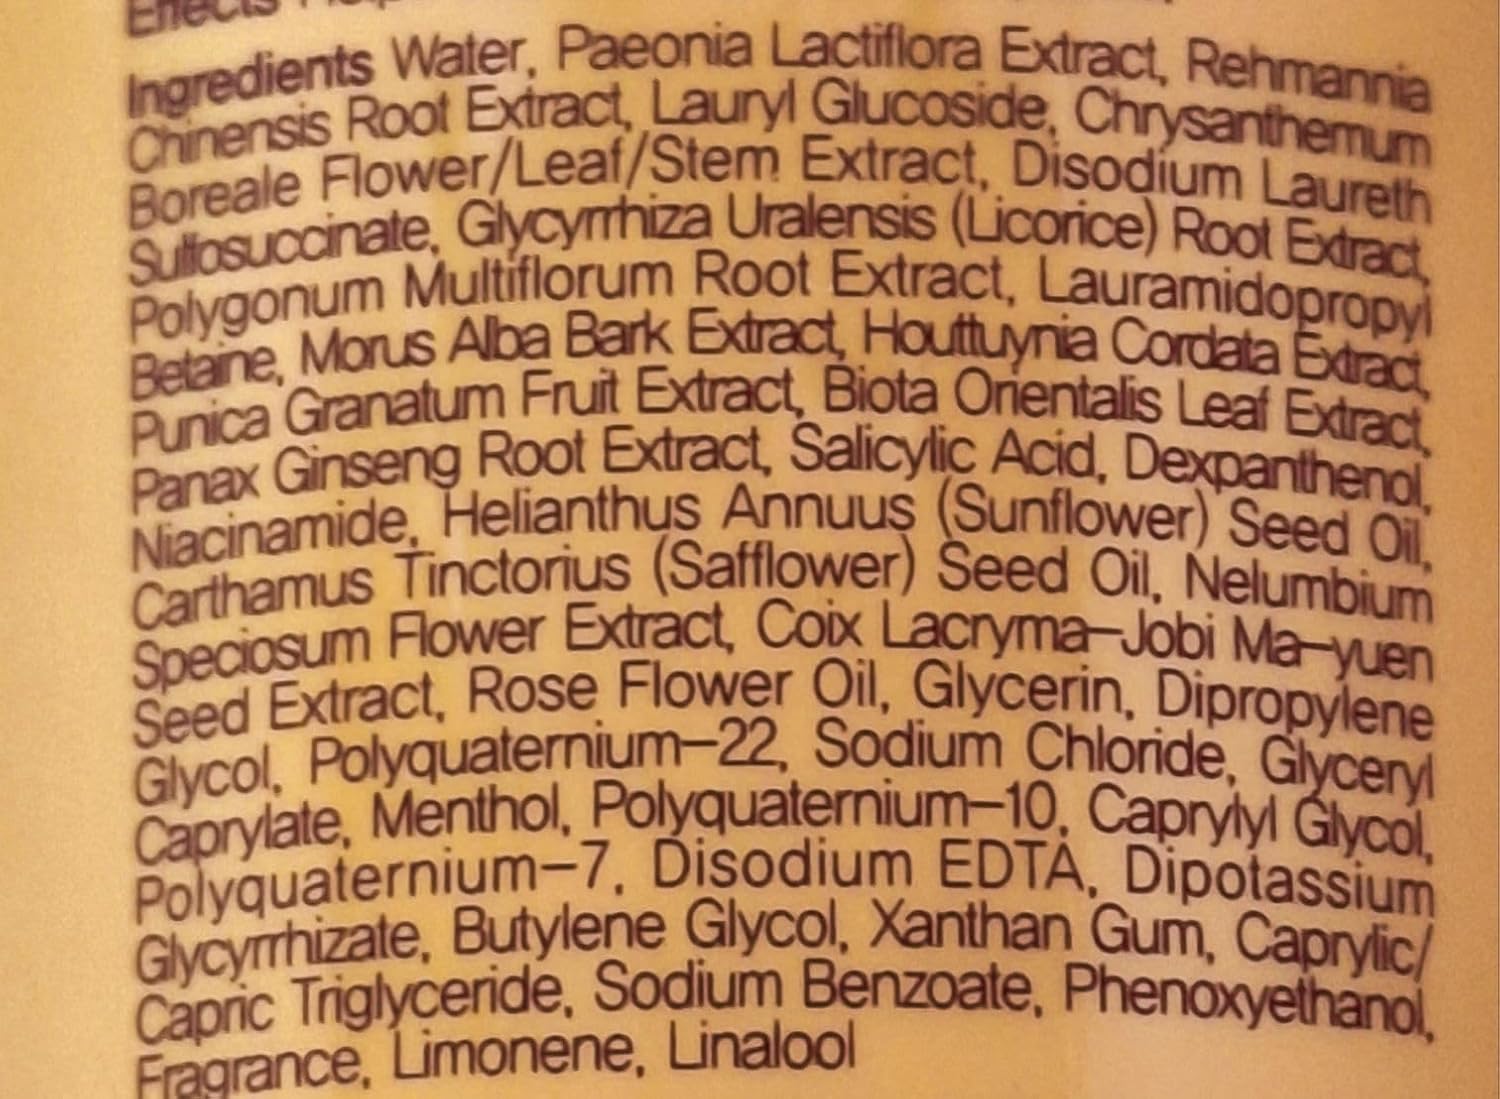 Effects
Ingredients Water, Paeonia Lactiflora Extract, Rehmannia
Chinensis Root Extract, Lauryl Glucoside, Chrysanthemum
Boreale Flower/Leaf/Stem Extract, Disodium Laureth
Sulfosuccinate, Glycyrrhiza Uralensis (Licorice) Root Extract,
Polygonum Multiflorum Root Extract, Lauramidopropyl
Betaine, Morus Alba Bark Extract, Houttuynia Cordata Extract,
Punica Granatum Fruit Extract, Biota Orientalis Leaf Extract,
Panax Ginseng Root Extract, Salicylic Acid, Dexpanthenol,
Niacinamide, Helianthus Annuus (Sunflower) Seed Oil,
Carthamus Tinctorius (Safflower) Seed Oil, Nelumbium
Speciosum Flower Extract, Coix Lacryma-Jobi Ma-yuen
Seed Extract, Rose Flower Oil, Glycerin, Dipropylene
Glycol, Polyquaternium-22, Sodium Chloride, Glyceryl
Caprylate, Menthol, Polyquaternium-10, Caprylyl Glycol,
Polyquaternium-7, Disodium EDTA, Dipotassium
Glycyrrhizate, Butylene Glycol, Xanthan Gum, Caprylic/
Capric Triglyceride, Sodium Benzoate, Phenoxyethanol,
Fragrance, Limonene, Linalool